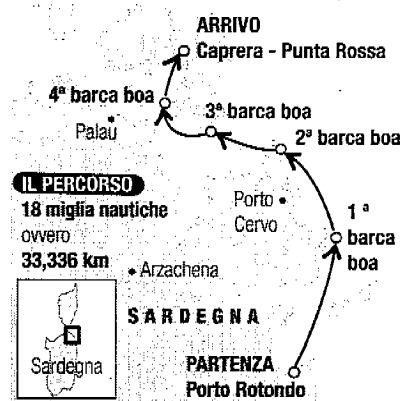 ARRIVO
Caprera - Punta Rossa
4ª barca boa
3ª barca boa
Palau
2ª barca boa
IL PERCORSO
18 miglia nautiche
ovvero
33,336 km
Porto
Cervo
1ª
barca
boa
Arzachena
SARDEGNA
Sardegna
PARTENZA
Porto Rotondo